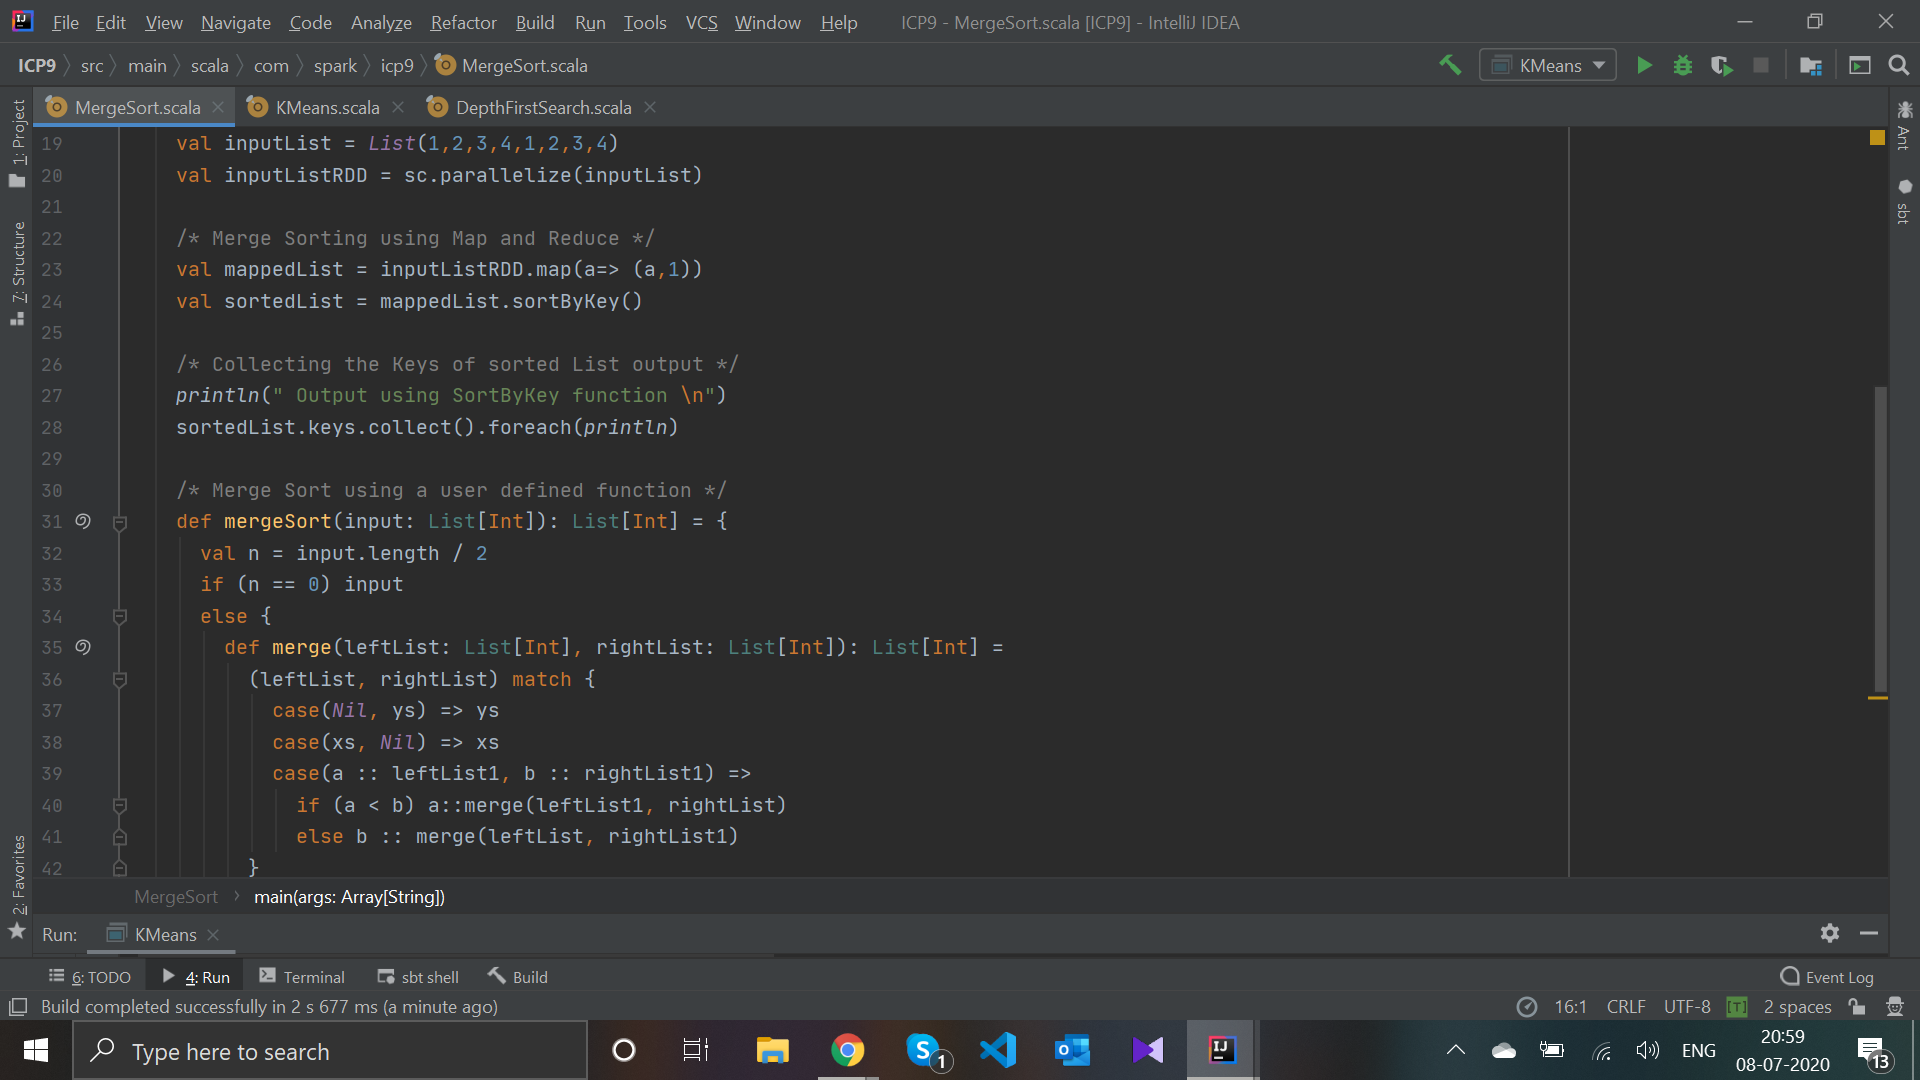 File Edit View Navigate Code Analyze Refactor Build Run Tools VCS Window Help ICP9 - MergeSort.scala [ICP9] - IntelliJ IDEA
ICP9 src main scala com spark icp9 MergeSort.scala KMeans
MergeSort.scala KMeans.scala DepthFirstSearch.scala
1: Project
7: Structure
2: Favorites
Ant
sbt
19 val inputList = List(1,2,3,4,1,2,3,4)
20 val inputListRDD = sc.parallelize(inputList)
21
22 /* Merge Sorting using Map and Reduce */
23 val mappedList = inputListRDD.map(a=> (a,1))
24 val sortedList = mappedList.sortByKey()
25
26 /* Collecting the Keys of sorted List output */
27 println(" Output using SortByKey function \n")
28 sortedList.keys.collect().foreach(println)
29
30 /* Merge Sort using a user defined function */
31 def mergeSort(input: List[Int]): List[Int] = {
32 val n = input.length / 2
33 if (n == 0) input
34 else {
35 def merge(leftList: List[Int], rightList: List[Int]): List[Int] =
36 (leftList, rightList) match {
37 case(Nil, ys) => ys
38 case(xs, Nil) => xs
39 case(a :: leftList1, b :: rightList1) =>
40 if (a < b) a::merge(leftList1, rightList)
41 else b :: merge(leftList, rightList1)
42 }
MergeSort main(args: Array[String])
Run: KMeans
6: TODO 4: Run Terminal sbt shell Build Event Log
Build completed successfully in 2 s 677 ms (a minute ago) 16:1 CRLF UTF-8 [T] 2 spaces
Type here to search S 1 IJ ENG 20:59
08-07-2020 13